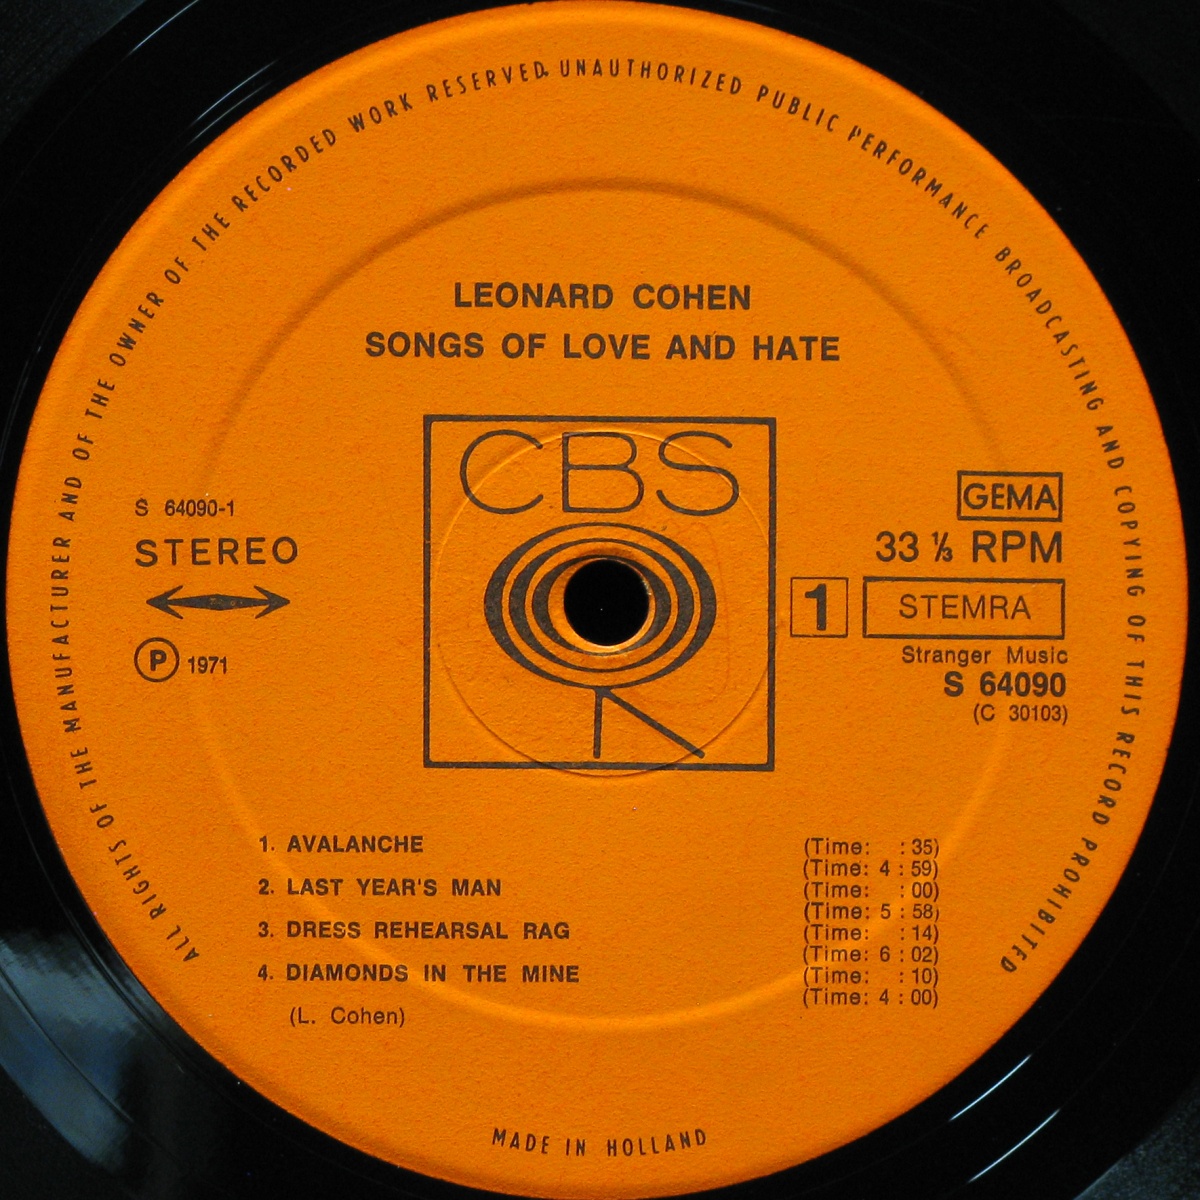 ALL RIGHTS OF THE MANUFACTURER AND OF THE OWNER OF THE RECORDED WORK RESERVED. UNAUTHORIZED PUBLIC PERFORMANCE BROADCASTING AND COPYING OF THIS RECORD PROHIBITED
LEONARD COHEN
SONGS OF LOVE AND HATE
CBS
S 64090-1
STEREO
P 1971
GEMA
33 ⅓ RPM
1 STEMRA
Stranger Music
S 64090
(C 30103)
1. AVALANCHE (Time: :35)
(Time: 4:59)
2. LAST YEAR'S MAN (Time: :00)
(Time: 5:58)
3. DRESS REHEARSAL RAG (Time: :14)
(Time: 6:02)
4. DIAMONDS IN THE MINE (Time: :10)
(Time: 4:00)
(L. Cohen)
MADE IN HOLLAND